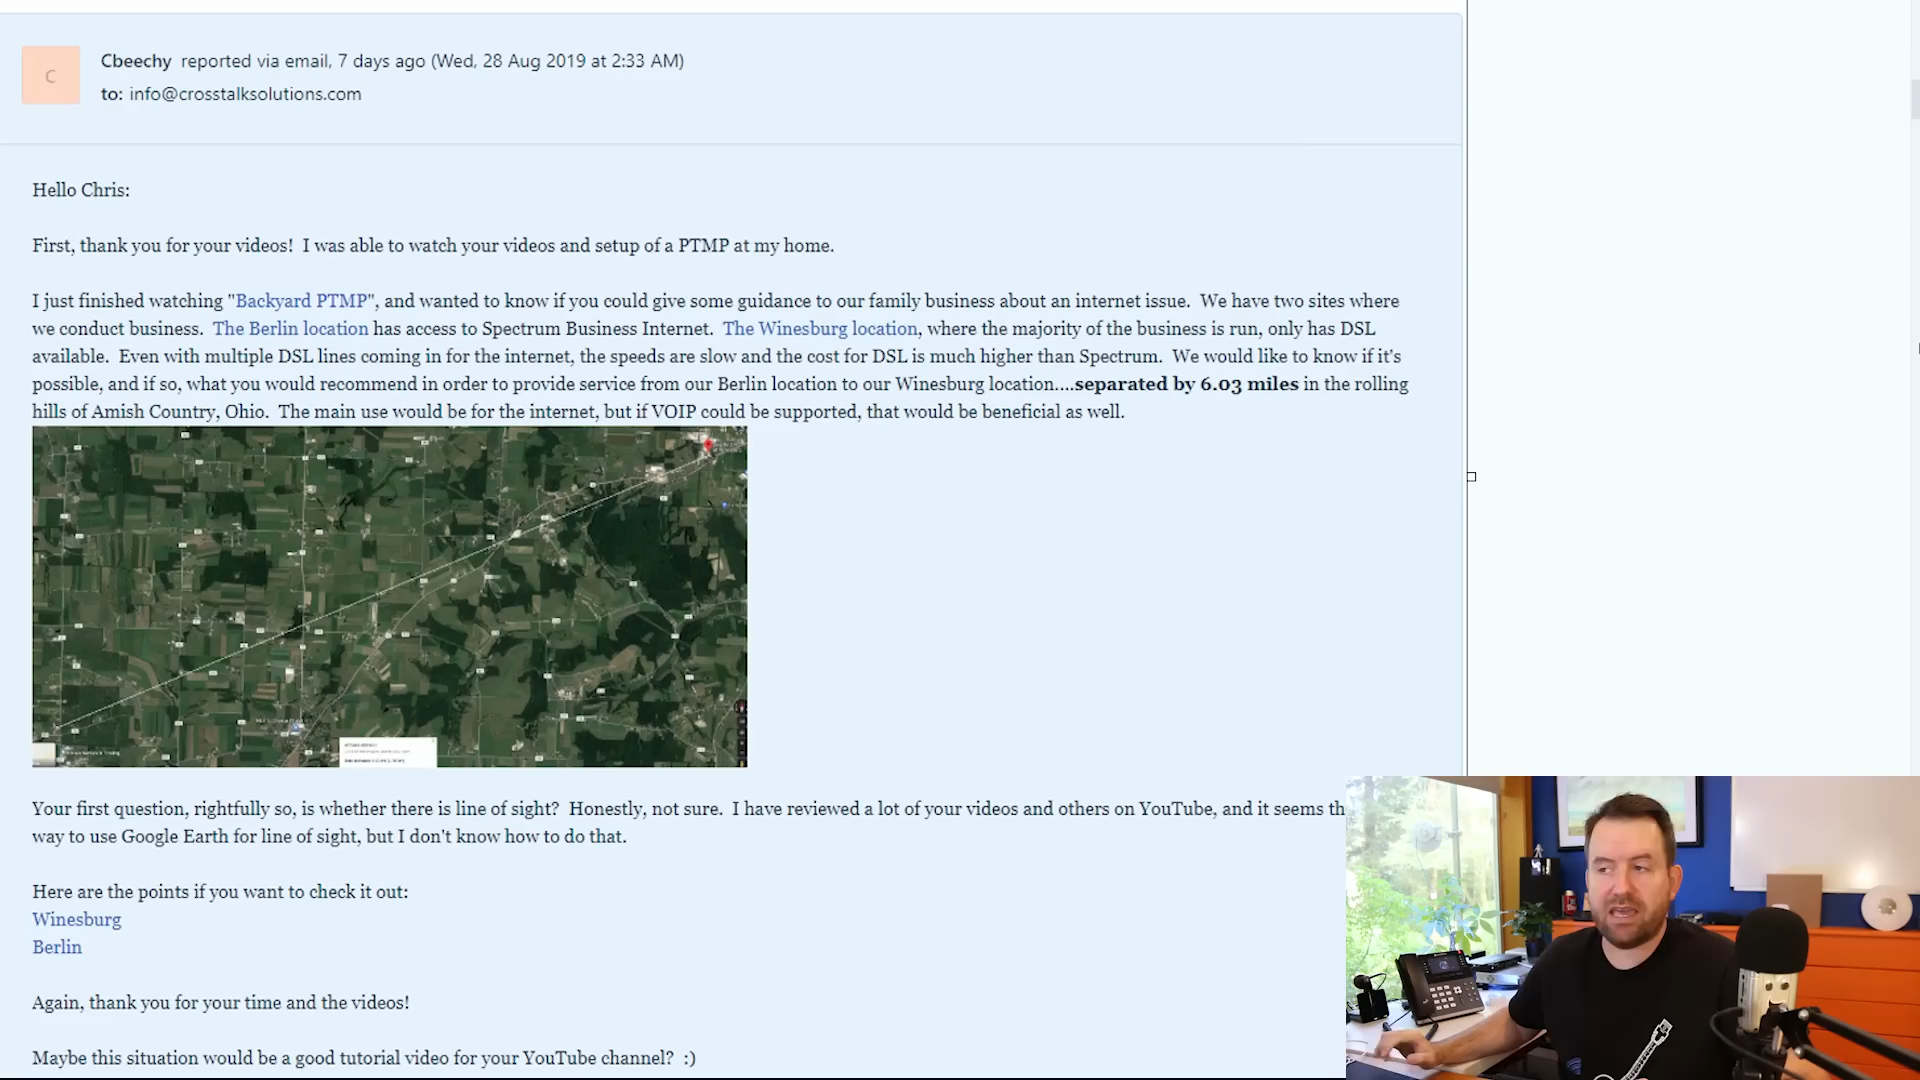 C
Cbeechy reported via email, 7 days ago (Wed, 28 Aug 2019 at 2:33 AM)
to: info@crosstalksolutions.com
Hello Chris:
First, thank you for your videos! I was able to watch your videos and setup of a PTMP at my home.
I just finished watching "Backyard PTMP", and wanted to know if you could give some guidance to our family business about an internet issue. We have two sites where
we conduct business. The Berlin location has access to Spectrum Business Internet. The Winesburg location, where the majority of the business is run, only has DSL
available. Even with multiple DSL lines coming in for the internet, the speeds are slow and the cost for DSL is much higher than Spectrum. We would like to know if it's
possible, and if so, what you would recommend in order to provide service from our Berlin location to our Winesburg location....separated by 6.03 miles in the rolling
hills of Amish Country, Ohio. The main use would be for the internet, but if VOIP could be supported, that would be beneficial as well.
Your first question, rightfully so, is whether there is line of sight? Honestly, not sure. I have reviewed a lot of your videos and others on YouTube, and it seems th
way to use Google Earth for line of sight, but I don't know how to do that.
Here are the points if you want to check it out:
Winesburg
Berlin
Again, thank you for your time and the videos!
Maybe this situation would be a good tutorial video for your YouTube channel? :)